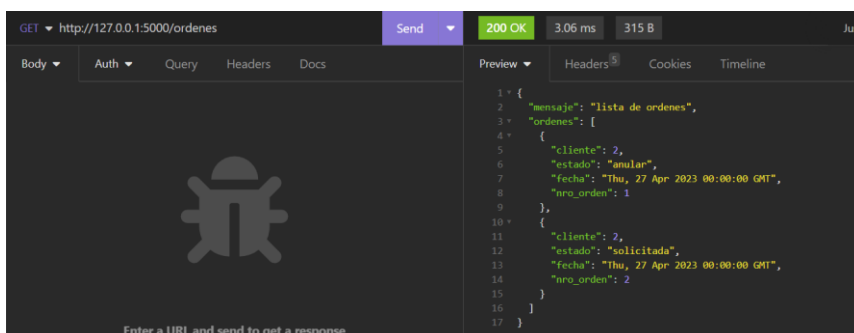 GET http://127.0.0.1:5000/ordenes Send 200 OK 3.06 ms 315 B Ju
Body Auth Query Headers Docs Preview Headers 5 Cookies Timeline
1 {
2 "mensaje": "lista de ordenes",
3 "ordenes": [
4 {
5 "cliente": 2,
6 "estado": "anular",
7 "fecha": "Thu, 27 Apr 2023 00:00:00 GMT",
8 "nro_orden": 1
9 },
10 {
11 "cliente": 2,
12 "estado": "solicitada",
13 "fecha": "Thu, 27 Apr 2023 00:00:00 GMT",
14 "nro_orden": 2
15 }
16 ]
17 }
Enter a URL and send to get a response